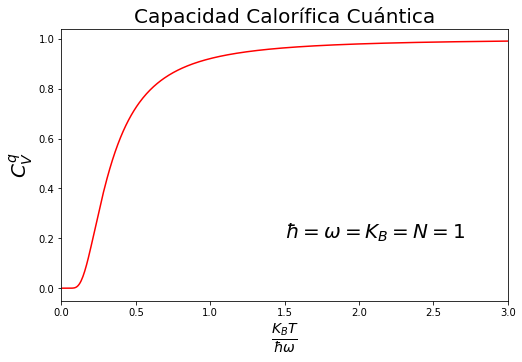 Capacidad Calorífica Cuántica
1.0
0.8
0.6
0.4
0.2
0.0
C_V^q
ℏ = ω = K_B = N = 1
0.0 0.5 1.0 1.5 2.0 2.5 3.0
K_BT
ℏω